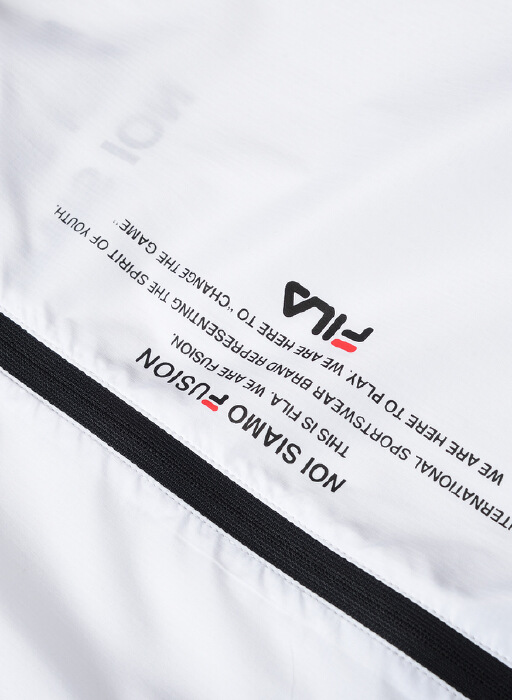 NOI SIAMO FUSION
THIS IS FILA. WE ARE FUSION.
INTERNATIONAL SPORTSWEAR BRAND REPRESENTING THE SPIRIT OF YOUTH.
WE ARE HERE TO PLAY. WE ARE HERE TO "CHANGE THE GAME"
FILA
NOI